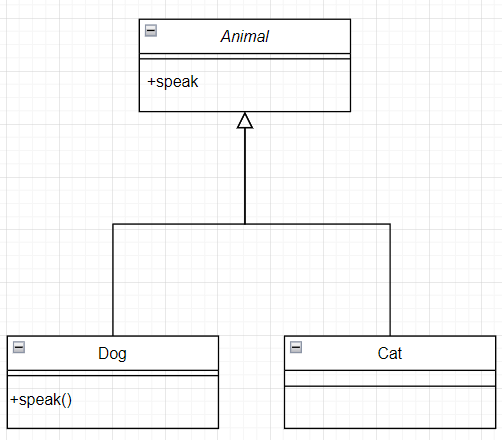 Animal
+speak
Dog
Cat
+speak()